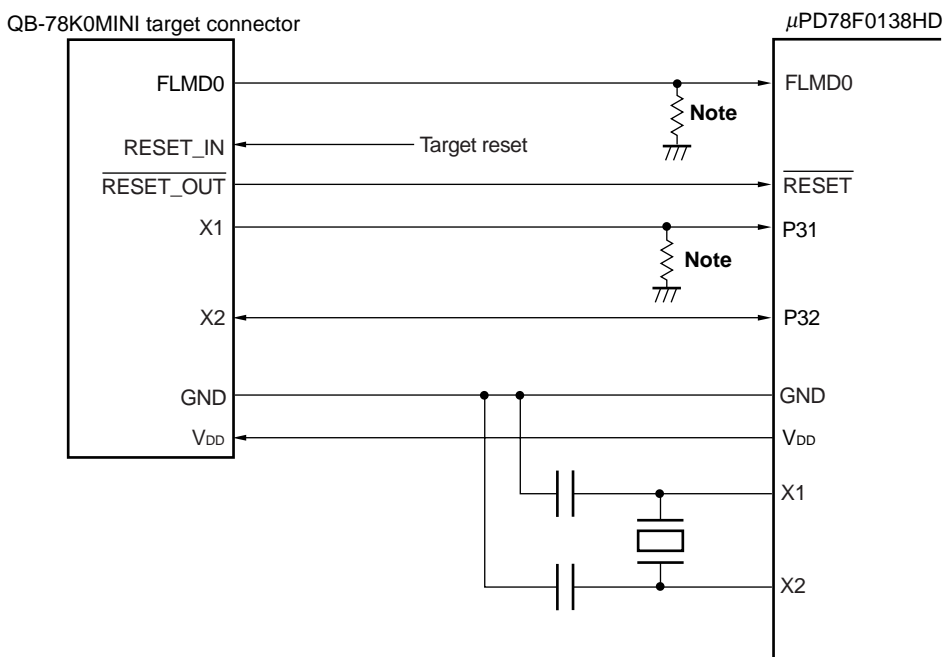 QB-78K0MINI target connector
μPD78F0138HD
FLMD0
FLMD0
Note
RESET_IN
Target reset
RESET_OUT
RESET
X1
P31
Note
X2
P32
GND
GND
VDD
VDD
X1
X2